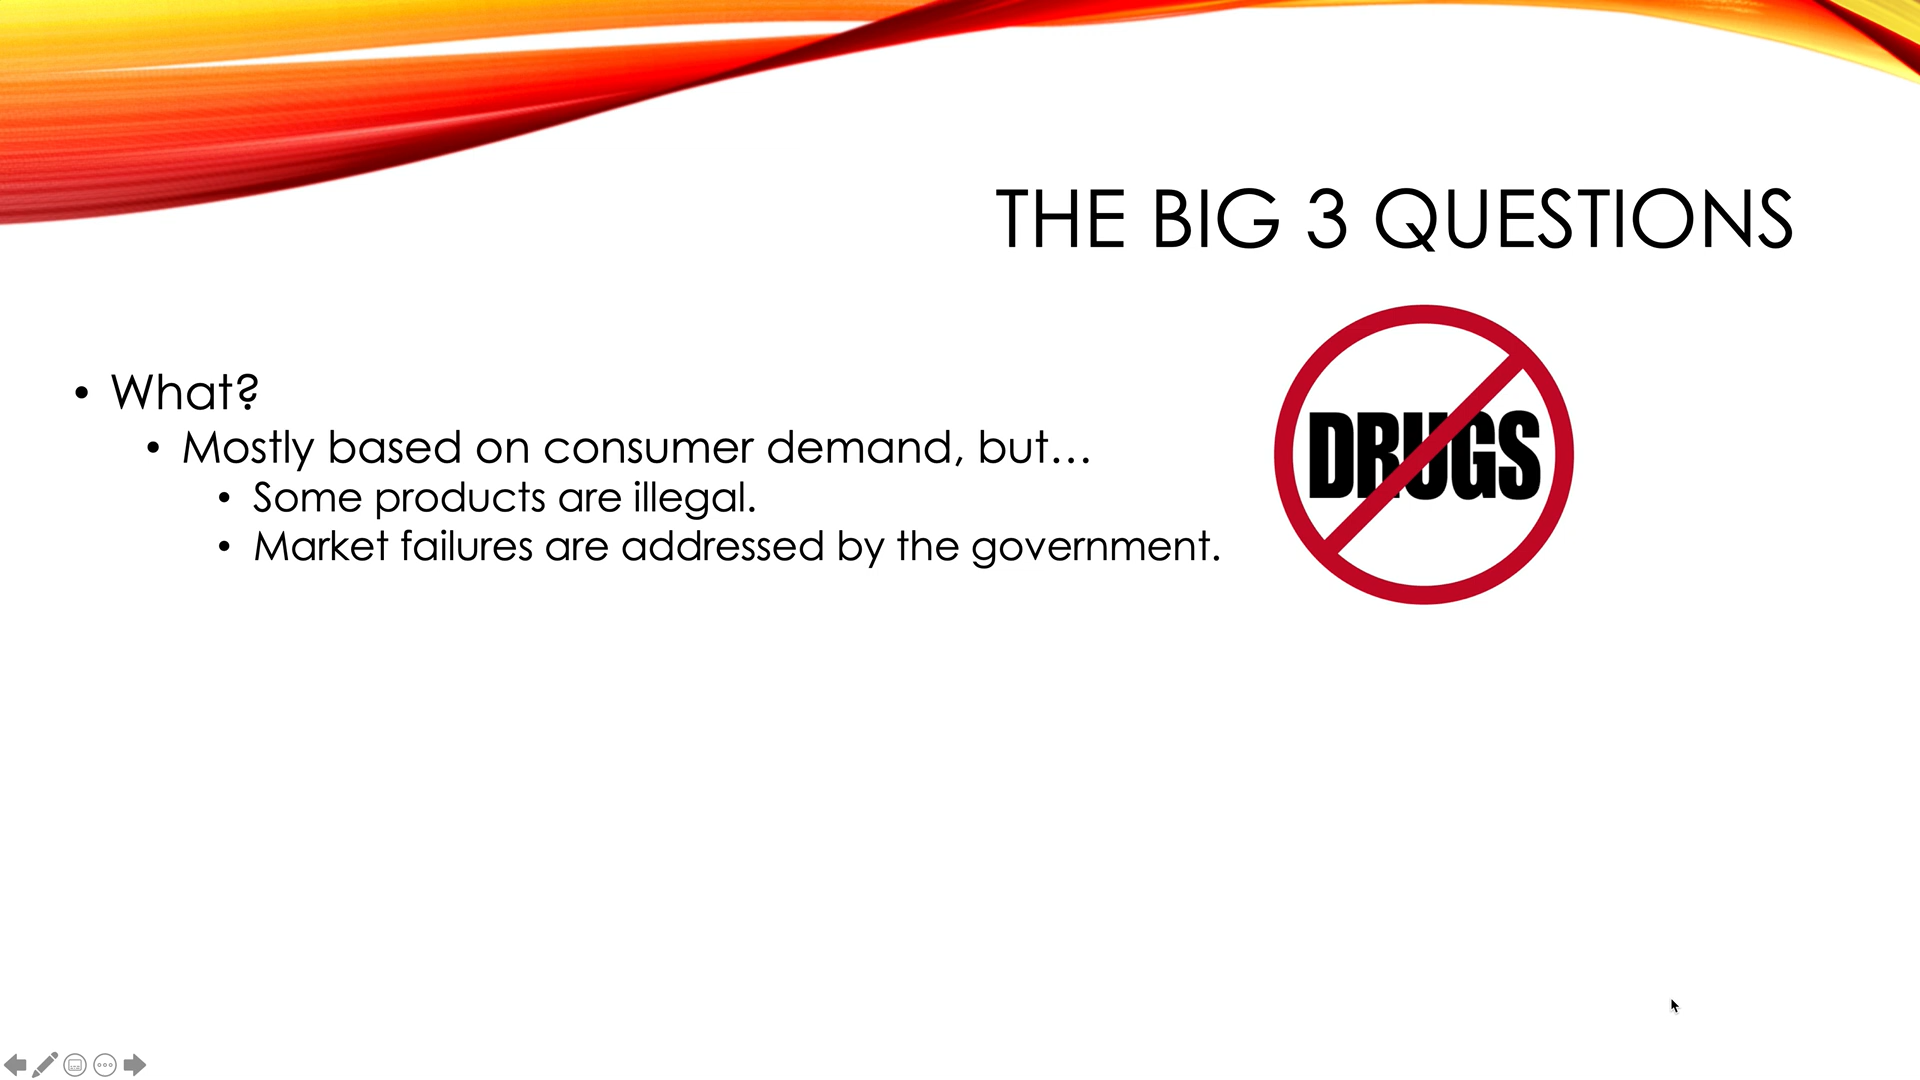 THE BIG 3 QUESTIONS
• What?
• Mostly based on consumer demand, but…
• Some products are illegal.
• Market failures are addressed by the government.
DRUGS